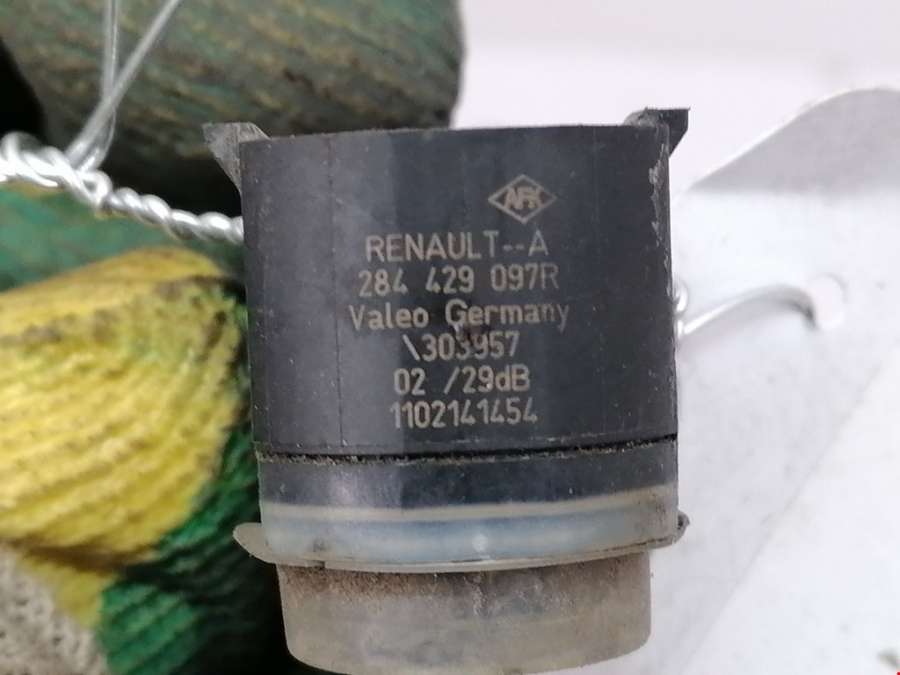 AFK
RENAULT--A
284 429 097R
Valeo Germany
\303957
02 /29dB
1102141454